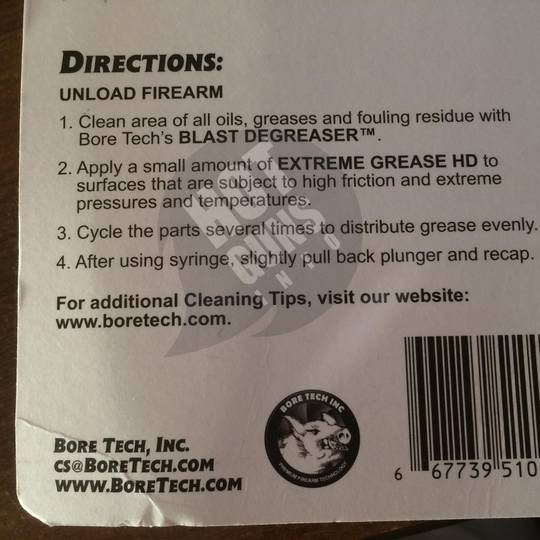 DIRECTIONS:
UNLOAD FIREARM
1. Clean area of all oils, greases and fouling residue with
Bore Tech's BLAST DEGREASER™.
2. Apply a small amount of EXTREME GREASE HD to
surfaces that are subject to high friction and extreme
pressures and temperatures.
3. Cycle the parts several times to distribute grease evenly.
4. After using syringe, slightly pull back plunger and recap.
HOT
GUNS
INFO
For additional Cleaning Tips, visit our website:
www.boretech.com.
BORE TECH, INC.
CS@BORETECH.COM
WWW.BORETECH.COM
BORE TECH INC
PREMIUM FIREARM TECHNOLOGY
6 67739 510